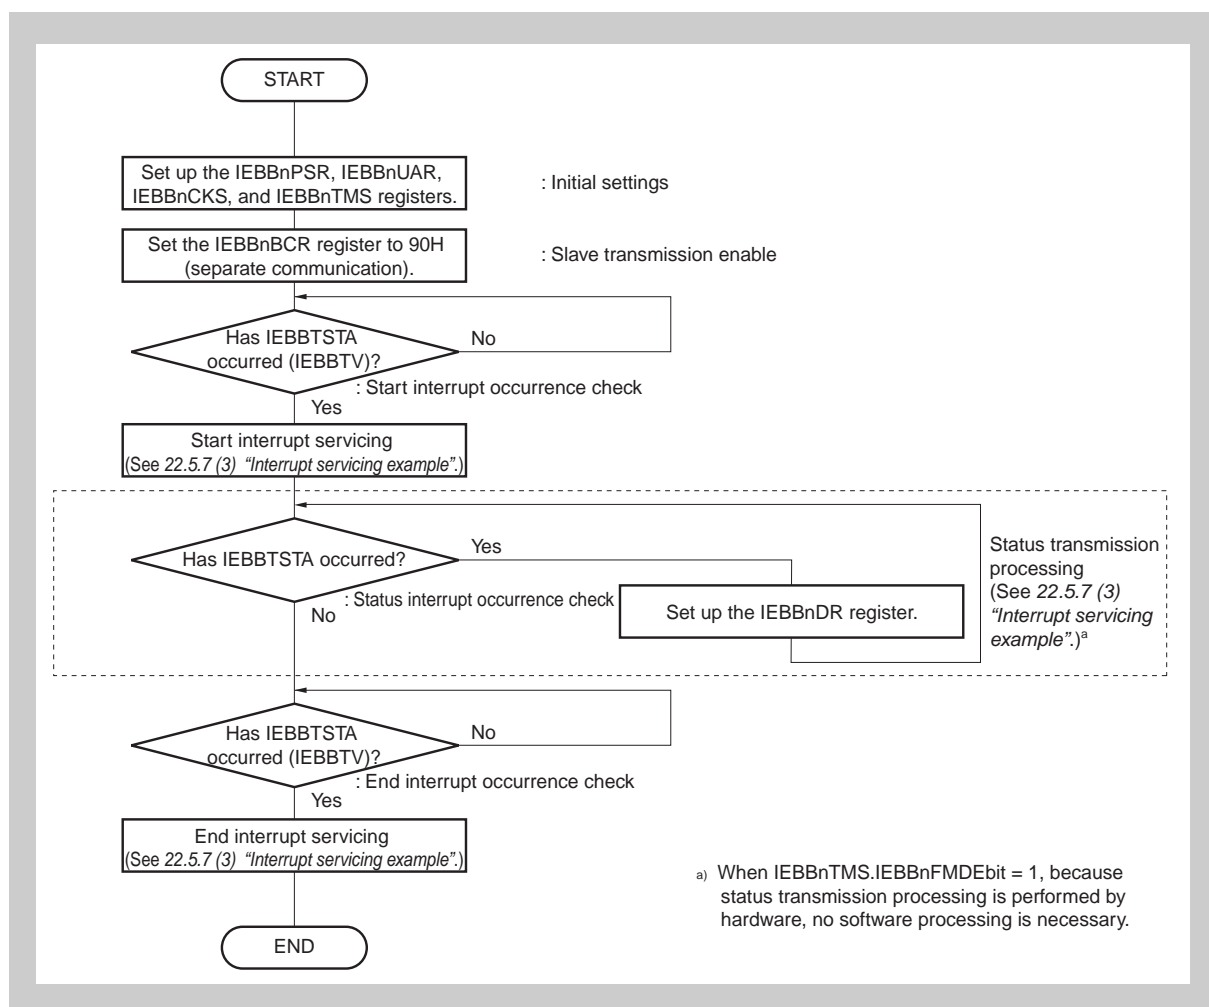 START
Set up the IEBBnPSR, IEBBnUAR,
IEBBnCKS, and IEBBnTMS registers.
: Initial settings
Set the IEBBnBCR register to 90H
(separate communication).
: Slave transmission enable
Has IEBBTSTA
occurred (IEBBTV)?
No
: Start interrupt occurrence check
Yes
Start interrupt servicing
(See 22.5.7 (3) “Interrupt servicing example”.)
Has IEBBTSTA occurred?
Yes
: Status interrupt occurrence check
No
Set up the IEBBnDR register.
Status transmission
processing
(See 22.5.7 (3)
“Interrupt servicing
example”.)a
Has IEBBTSTA
occurred (IEBBTV)?
No
: End interrupt occurrence check
Yes
End interrupt servicing
(See 22.5.7 (3) “Interrupt servicing example”.)
END
a) When IEBBnTMS.IEBBnFMDEbit = 1, because
status transmission processing is performed by
hardware, no software processing is necessary.